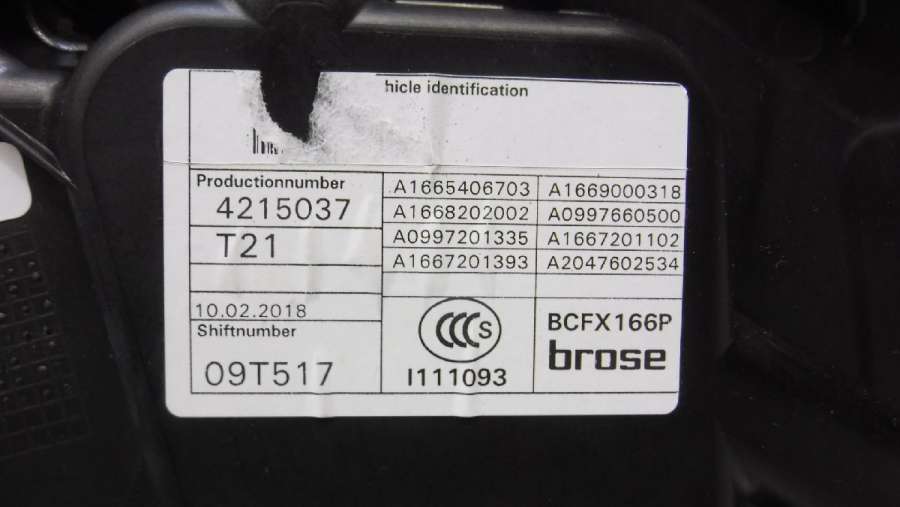 hicle identification
Productionnumber
4215037
T21
10.02.2018
Shiftnumber
09T517
A1665406703 A1669000318
A1668202002 A0997660500
A0997201335 A1667201102
A1667201393 A2047602534
CCC S
I111093
BCFX166P
brose